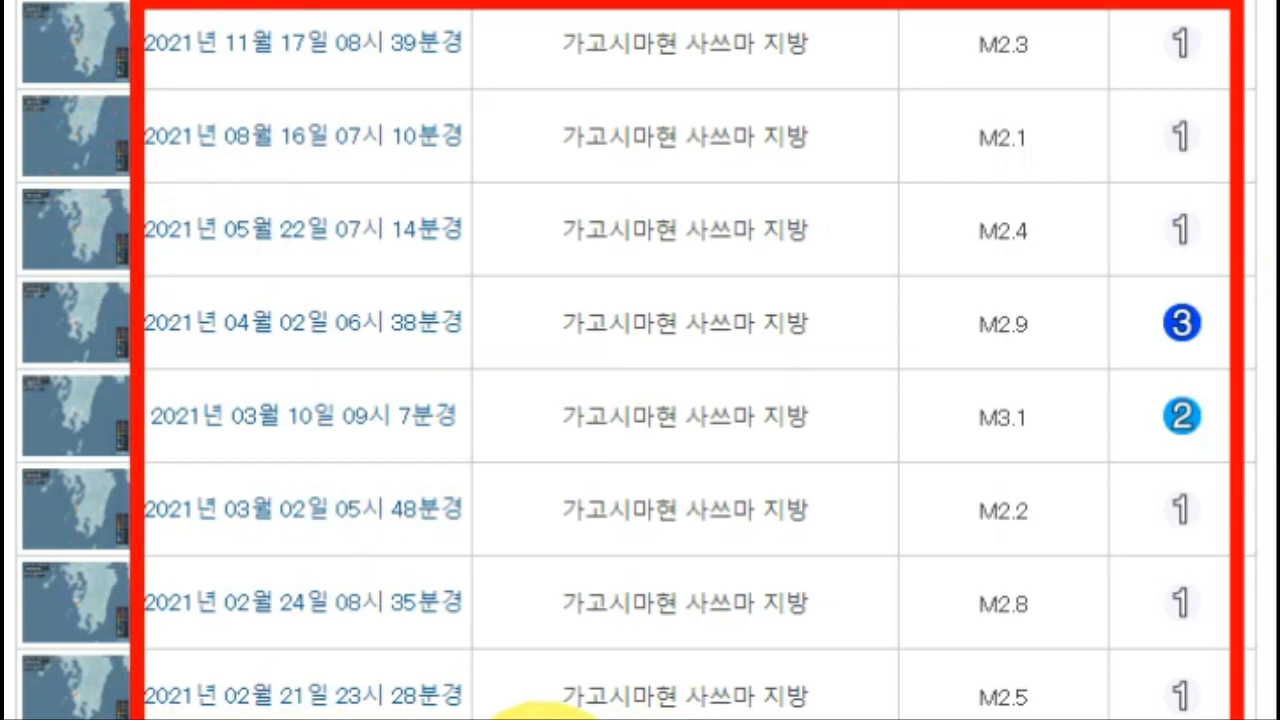 2021년 11월 17일 08시 39분경 가고시마현 사쓰마 지방 M2.3 1
2021년 08월 16일 07시 10분경 가고시마현 사쓰마 지방 M2.1 1
2021년 05월 22일 07시 14분경 가고시마현 사쓰마 지방 M2.4 1
2021년 04월 02일 06시 38분경 가고시마현 사쓰마 지방 M2.9 3
2021년 03월 10일 09시 7분경 가고시마현 사쓰마 지방 M3.1 2
2021년 03월 02일 05시 48분경 가고시마현 사쓰마 지방 M2.2 1
2021년 02월 24일 08시 35분경 가고시마현 사쓰마 지방 M2.8 1
2021년 02월 21일 23시 28분경 가고시마현 사쓰마 지방 M2.5 1